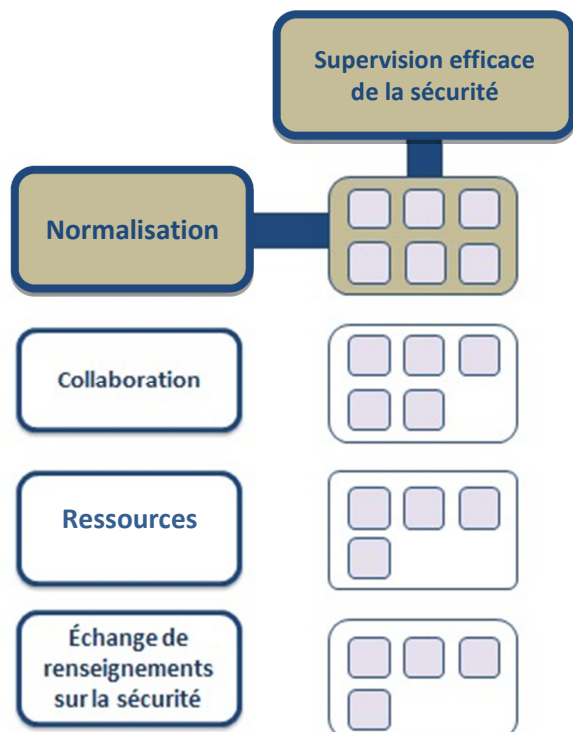 Supervision efficace
de la sécurité
Normalisation
Collaboration
Ressources
Échange de
renseignements
sur la sécurité